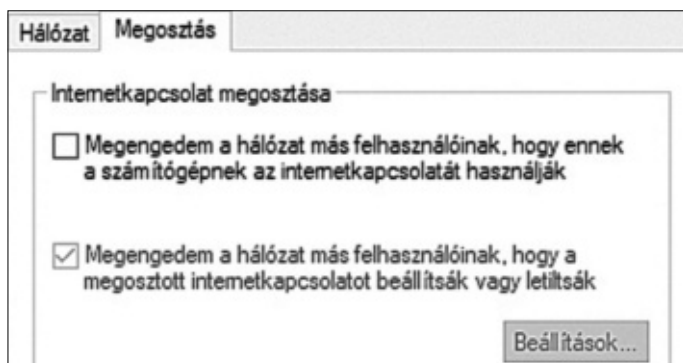 Hálózat Megosztás
Internetkapcsolat megosztása
Megengedem a hálózat más felhasználóinak, hogy ennek
a számítógépnek az internetkapcsolatát használják
Megengedem a hálózat más felhasználóinak, hogy a
megosztott internetkapcsolatot beállítsák vagy letiltsák
Beállítások...